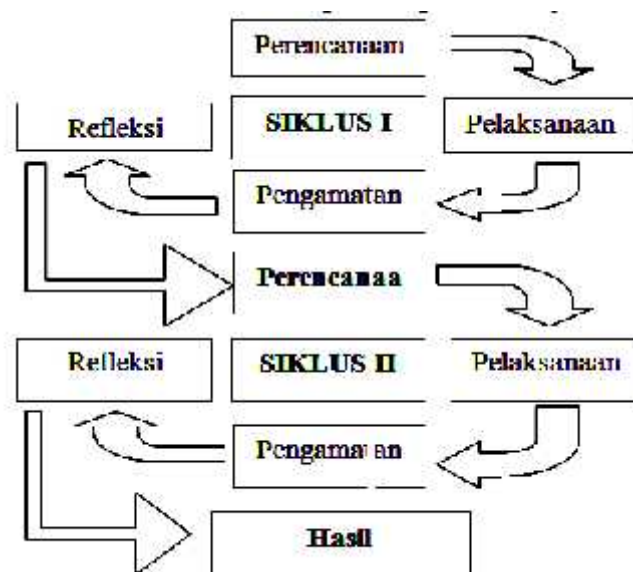 Perencanaan
Refleksi
SIKLUS I
Pelaksanaan
Pengamatan
Perencanaa
Refleksi
SIKLUS II
Pelaksanaan
Pengamatan
Hasil